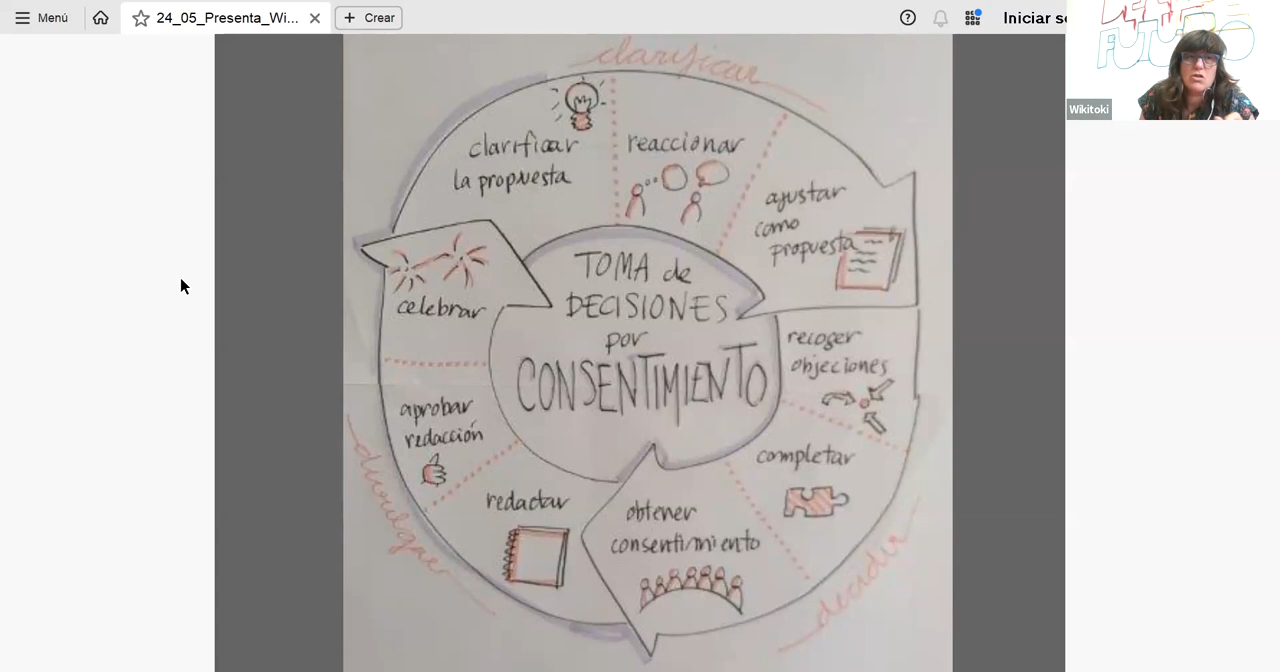 Menú
24_05_Presenta_Wi...
Crear
Iniciar se
Wikitoki
clarificar
clarificar
la propuesta
reaccionar
ajustar
como
propuesta
recoger
objeciones
completar
decidir
obtener
consentimiento
redactar
divulgar
aprobar
redacción
celebrar
TOMA de
DECISIONES
por
CONSENTIMIENTO